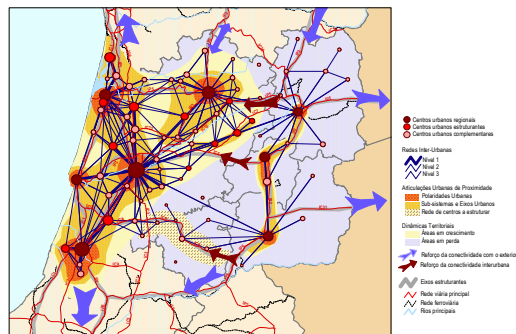 Centros urbanos regionais
Centros urbanos estruturantes
Centros urbanos complementares
Redes Inter-Urbanas
Nível 1
Nível 2
Nível 3
Articulações Urbanas de Proximidade
Polaridades Urbanas
Sub-sistemas e Eixos Urbanos
Rede de centros a estruturar
Dinâmicas Territoriais
Áreas em crescimento
Áreas em perda
Reforço da conectividade com o exterior
Reforço da conectividade interurbana
Eixos estruturantes
Rede viária principal
Rede ferroviária
Rios principais